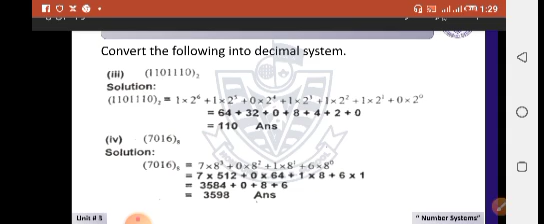 1:29
Convert the following into decimal system.
(iii) (1101110)₂
Solution:
(1101110)₂ = 1×2⁶ +1×2⁵ +0×2⁴ +1×2³ +1×2² +1×2¹ +0×2⁰
= 64 + 32 + 0 + 8 + 4 + 2 + 0
= 110 Ans
(iv) (7016)₈
Solution:
(7016)₈ = 7×8³ +0×8² +1×8¹ +6×8⁰
= 7 x 512 + 0 x 64 + 1 x 8 + 6 x 1
= 3584 + 0 + 8 + 6
= 3598 Ans
Unit # 5
"Number Systems"